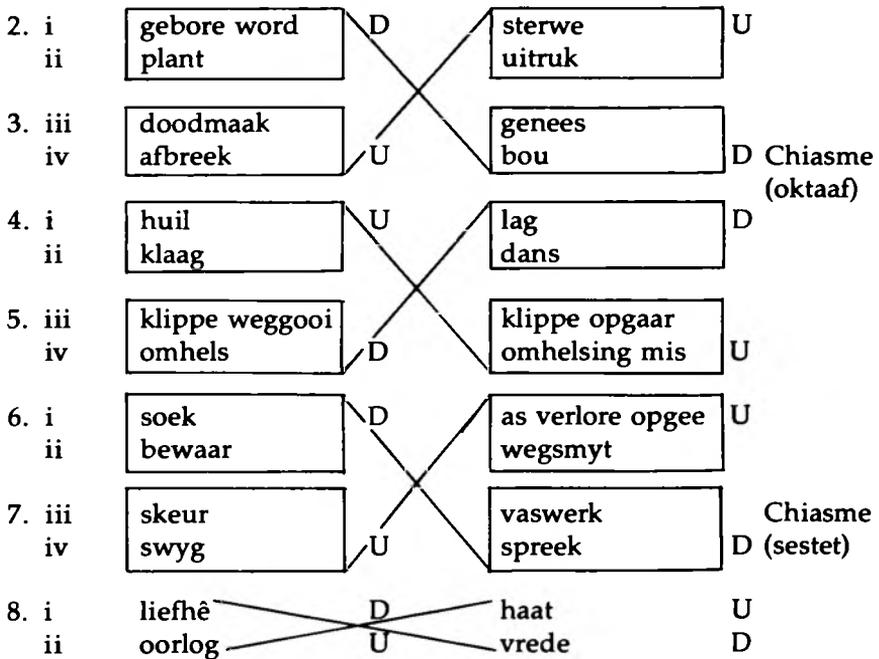 2. i gebore word D sterwe U
ii plant uitruk
3. iii doodmaak genees
iv afbreek U bou D Chiasme
(oktaaf)
4. i huil U lag D
ii klaag dans
5. iii klippe weggooi klippe opgaar
iv omhels D omhelsing mis U
6. i soek D as verlore opgee U
ii bewaar wegsmyt
7. iii skeur vaswerk Chiasme
iv swyg U spreek D (sestet)
8. i liefhê D haat U
ii oorlog U vrede D